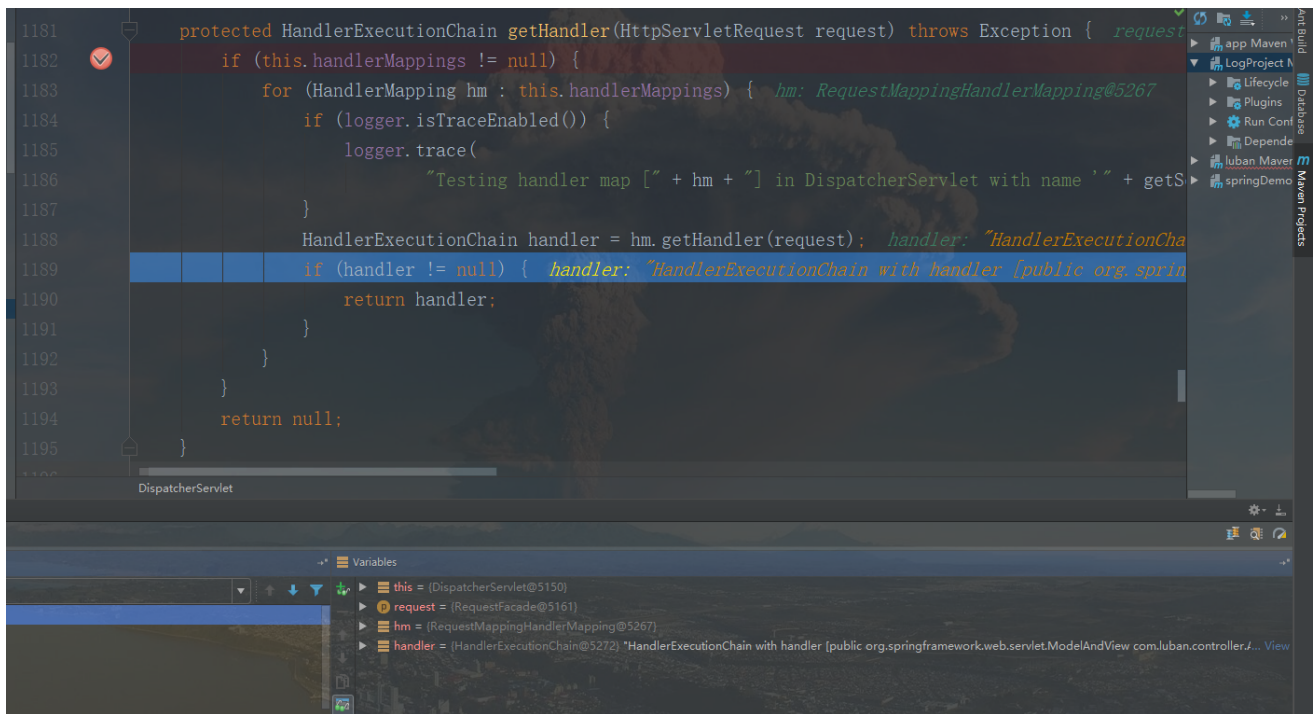 1181 protected HandlerExecutionChain getHandler(HttpServletRequest request) throws Exception { request
1182 if (this.handlerMappings != null) {
1183 for (HandlerMapping hm : this.handlerMappings) { hm: RequestMappingHandlerMapping@5267
1184 if (logger.isTraceEnabled()) {
1185 logger.trace(
1186 "Testing handler map [" + hm + "] in DispatcherServlet with name '" + getS
1187 }
1188 HandlerExecutionChain handler = hm.getHandler(request); handler: "HandlerExecutionCha
1189 if (handler != null) { handler: "HandlerExecutionChain with handler [public org.sprin
1190 return handler;
1191 }
1192 }
1193 }
1194 return null;
1195 }
DispatcherServlet
app Maven
LogProject M
Lifecycle
Plugins
Run Conf
Depende
luban Maven
springDemo
Ant Build
Database
Maven Projects
Variables
this = {DispatcherServlet@5150}
request = {RequestFacade@5161}
hm = {RequestMappingHandlerMapping@5267}
handler = {HandlerExecutionChain@5272} "HandlerExecutionChain with handler [public org.springframework.web.servlet.ModelAndView com.luban.controller./... View